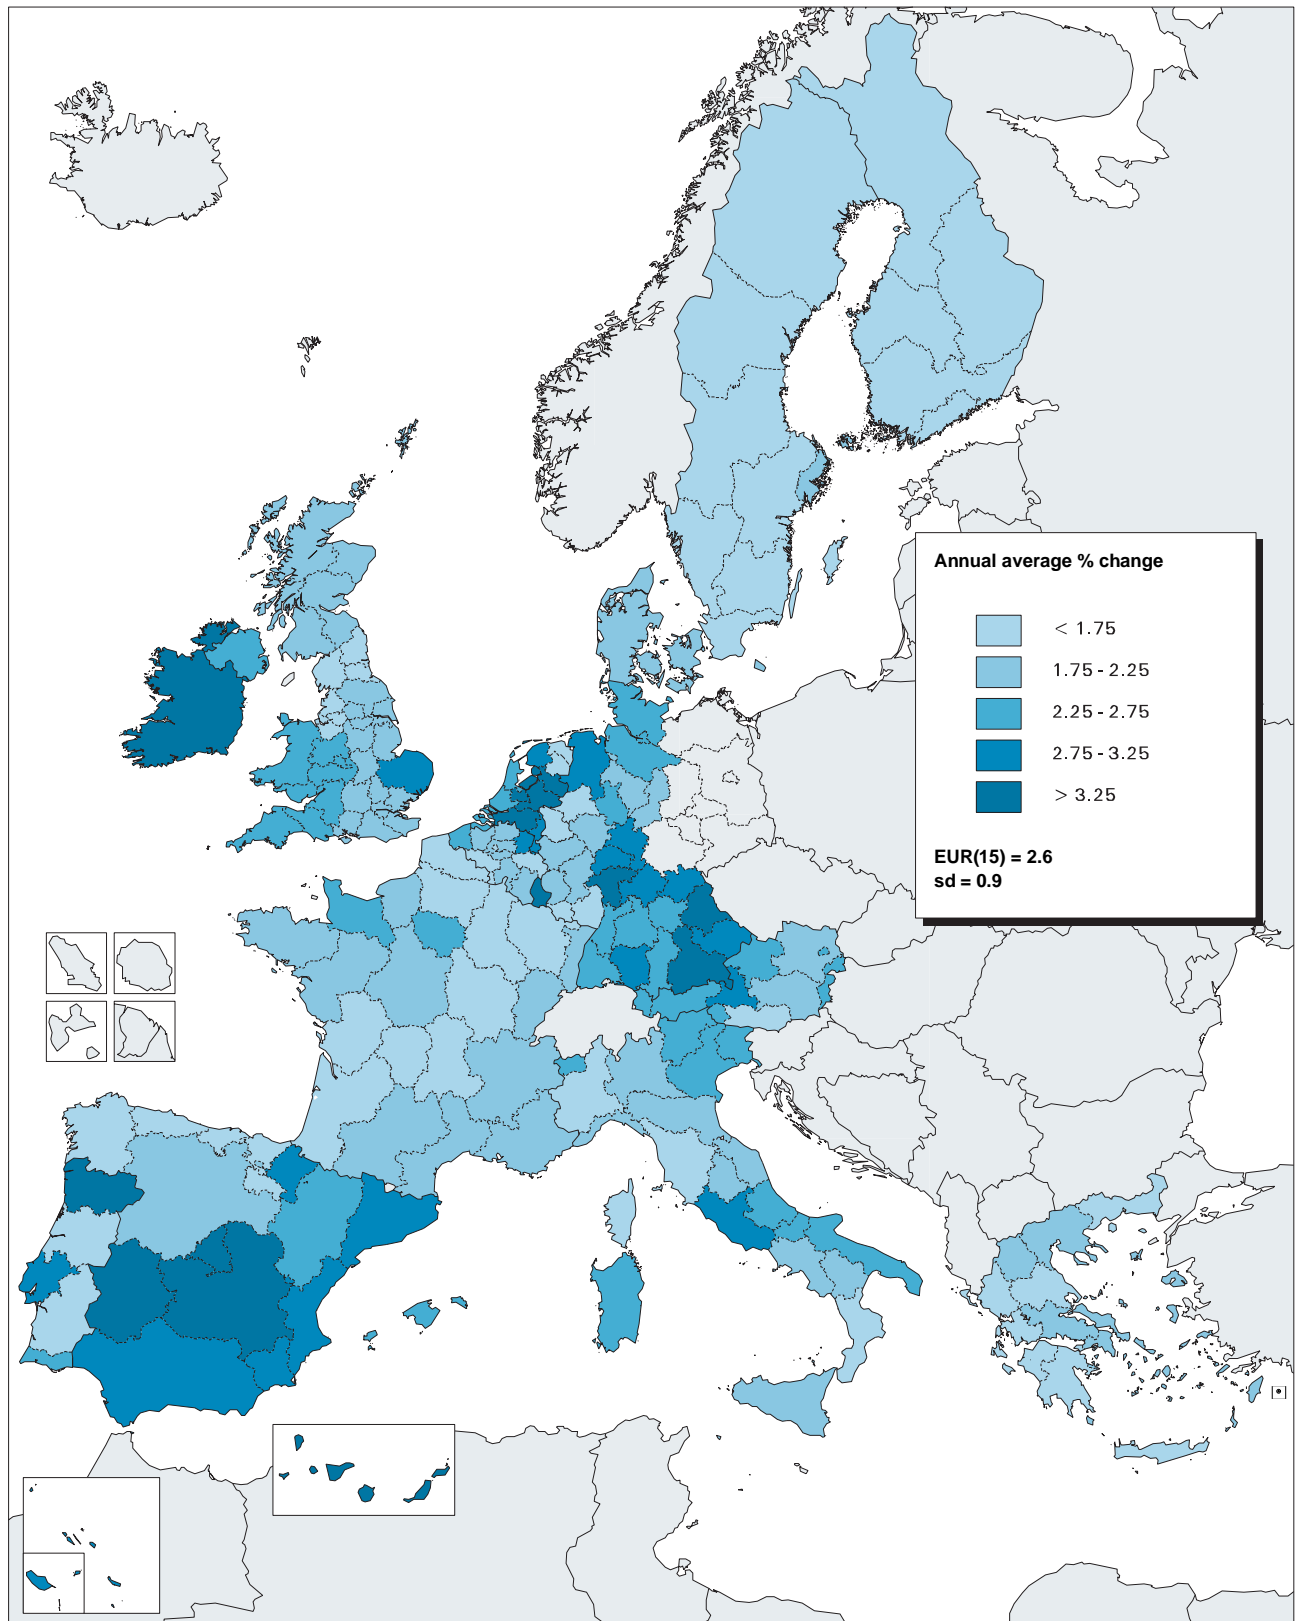 Annual average % change
< 1.75
1.75 - 2.25
2.25 - 2.75
2.75 - 3.25
> 3.25
EUR(15) = 2.6
sd = 0.9